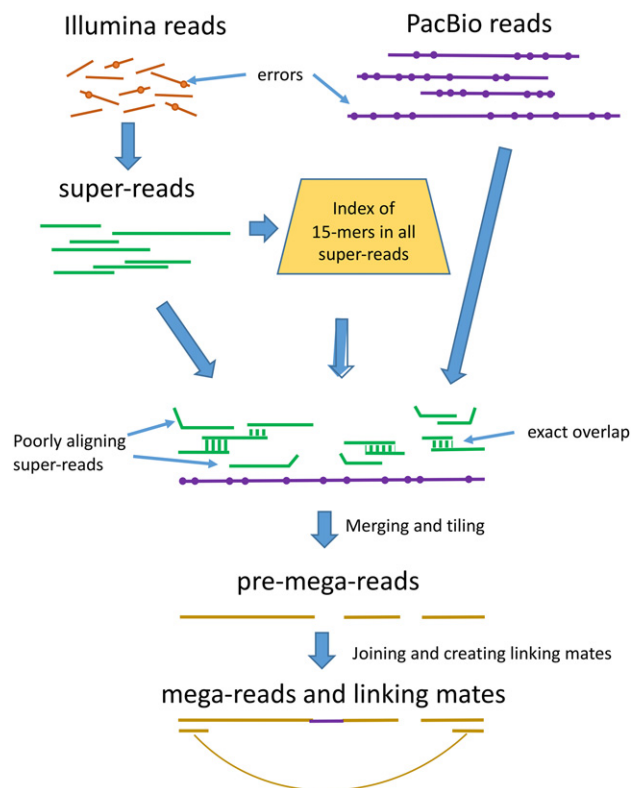 Illumina reads
PacBio reads
errors
super-reads
Index of
15-mers in all
super-reads
Poorly aligning
super-reads
exact overlap
Merging and tiling
pre-mega-reads
Joining and creating linking mates
mega-reads and linking mates